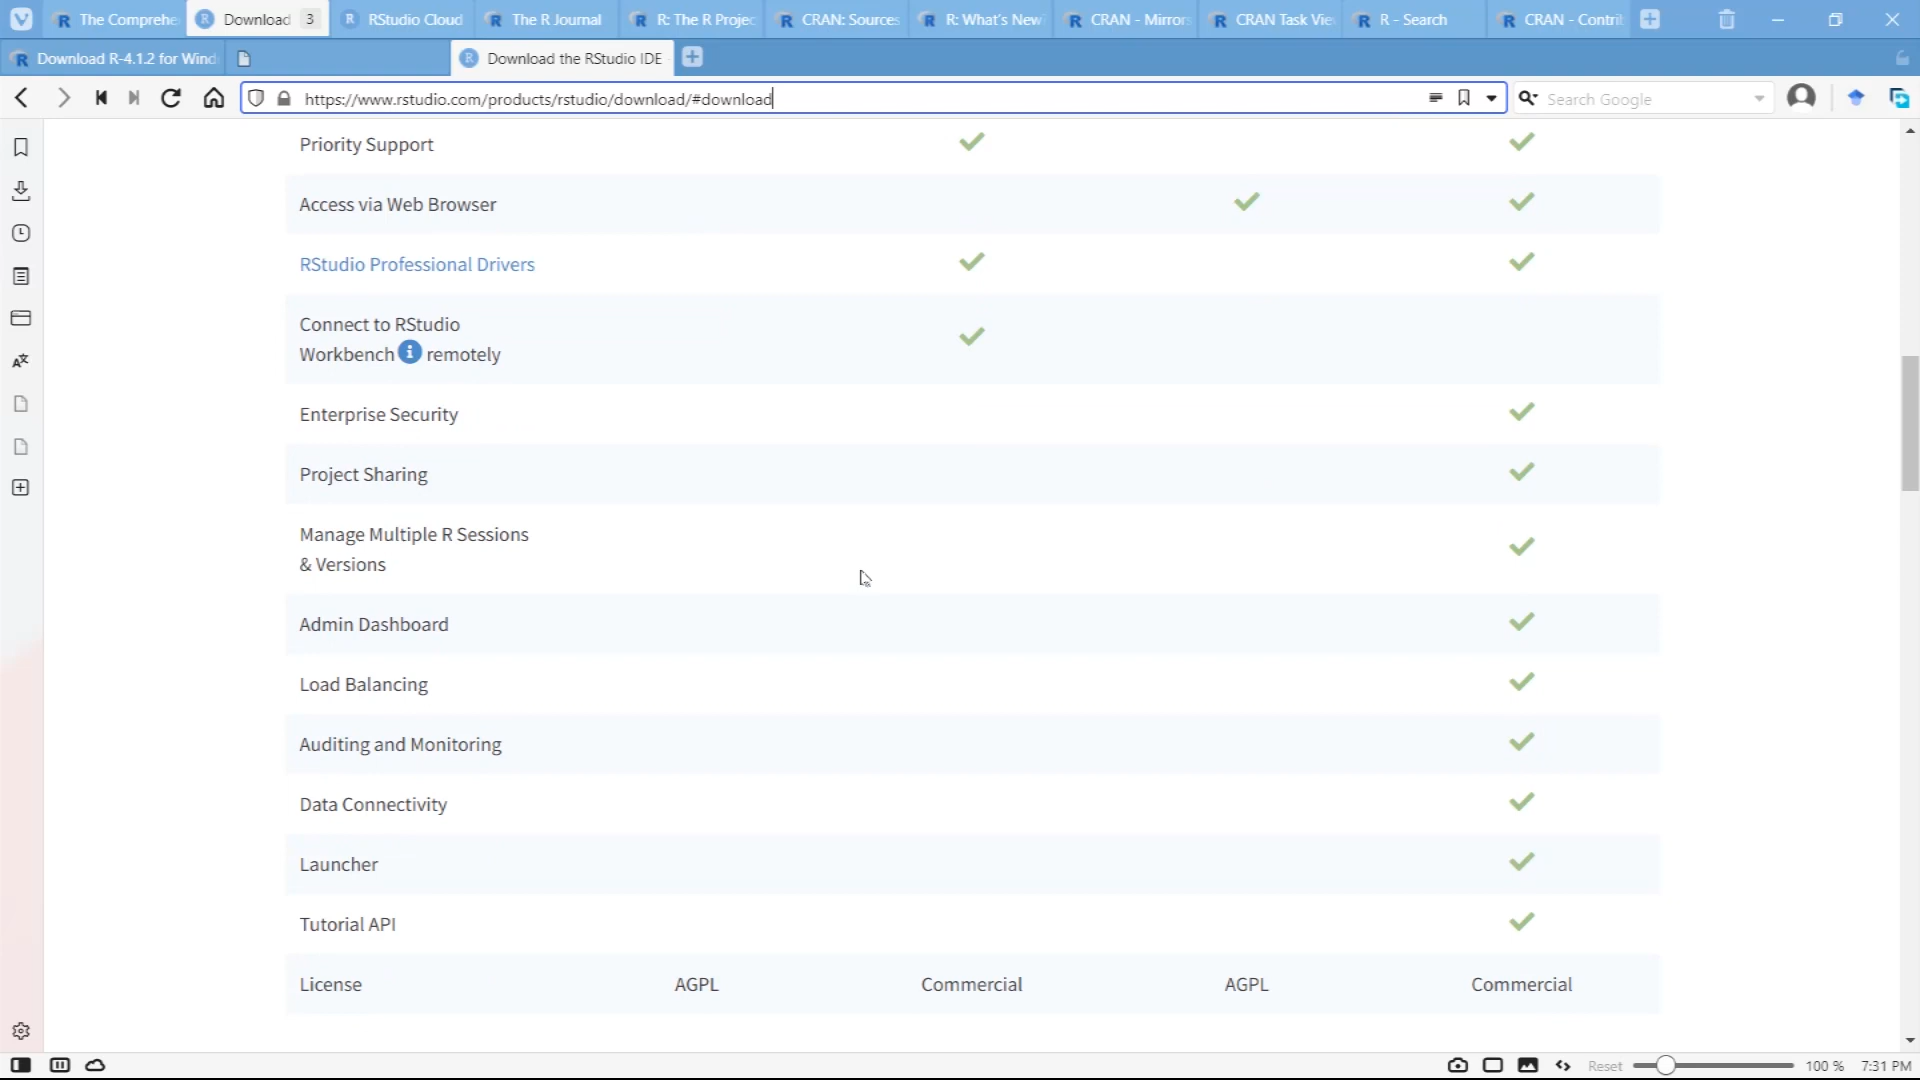 The Comprehe
Download 3
RStudio Cloud
The R Journal
R: The R Projec
CRAN: Sources
R: What's New
CRAN - Mirrors
CRAN Task Vie
R - Search
CRAN - Contrib
Download R-4.1.2 for Wind
Download the RStudio IDE
https://www.rstudio.com/products/rstudio/download/#download
Search Google
Priority Support
Access via Web Browser
RStudio Professional Drivers
Connect to RStudio
Workbench i remotely
Enterprise Security
Project Sharing
Manage Multiple R Sessions
& Versions
Admin Dashboard
Load Balancing
Auditing and Monitoring
Data Connectivity
Launcher
Tutorial API
License AGPL Commercial AGPL Commercial
Reset 100 % 7:31 PM